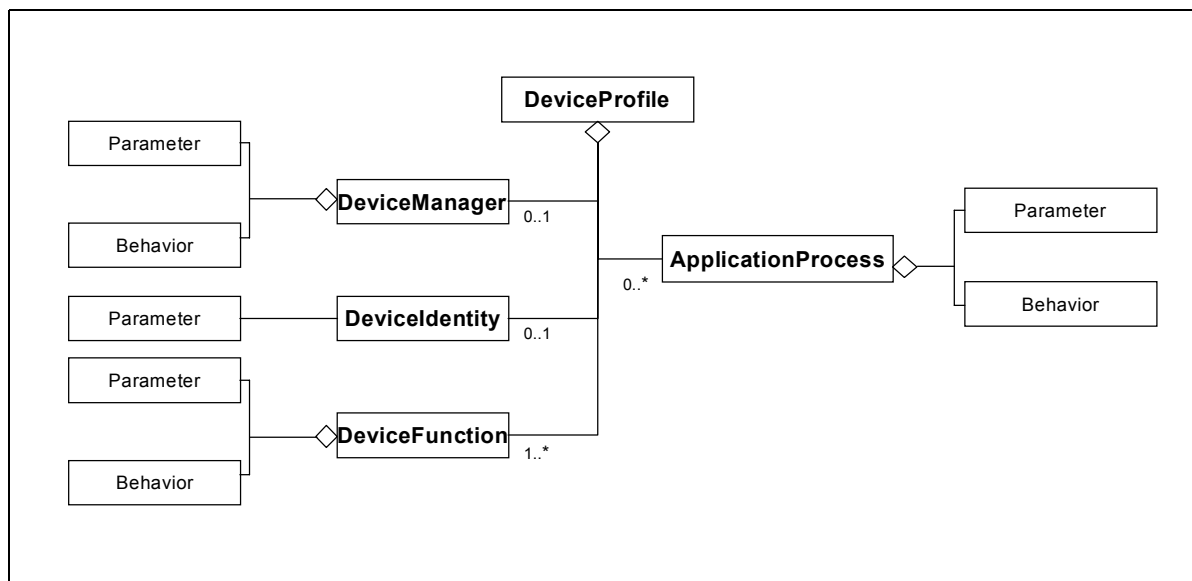 DeviceProfile
Parameter
DeviceManager
0..1
Behavior
Parameter
ApplicationProcess
0..*
Behavior
Parameter
DeviceIdentity
0..1
Parameter
DeviceFunction
1..*
Behavior